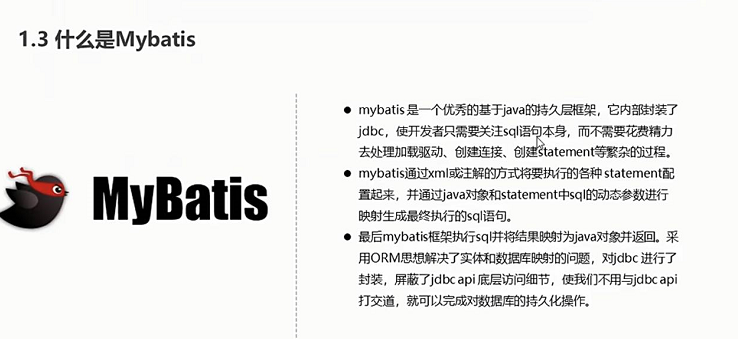 1.3 什么是Mybatis
MyBatis
mybatis 是一个优秀的基于java的持久层框架，它内部封装了
jdbc，使开发者只需要关注sql语句本身，而不需要花费精力
去处理加载驱动、创建连接、创建statement等繁杂的过程。
mybatis通过xml或注解的方式将要执行的各种 statement配
置起来，并通过java对象和statement中sql的动态参数进行
映射生成最终执行的sql语句。
最后mybatis框架执行sql并将结果映射为java对象并返回。采
用ORM思想解决了实体和数据库映射的问题，对jdbc 进行了
封装，屏蔽了jdbc api 底层访问细节，使我们不用与jdbc api
打交道，就可以完成对数据库的持久化操作。